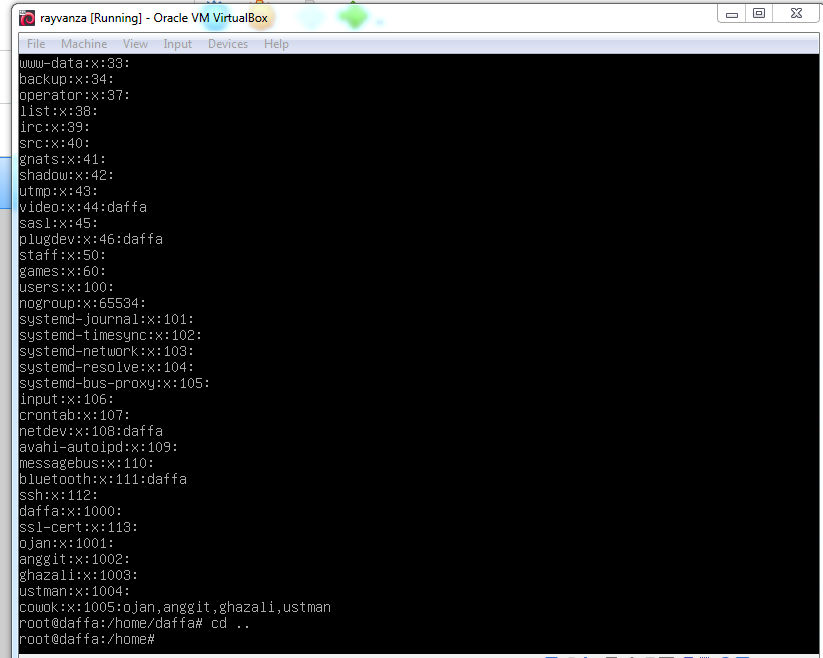 rayvanza [Running] - Oracle VM VirtualBox
File Machine View Input Devices Help
www-data:x:33:
backup:x:34:
operator:x:37:
list:x:38:
irc:x:39:
src:x:40:
gnats:x:41:
shadow:x:42:
utmp:x:43:
video:x:44:daffa
sasl:x:45:
plugdev:x:46:daffa
staff:x:50:
games:x:60:
users:x:100:
nogroup:x:65534:
systemd-journal:x:101:
systemd-timesync:x:102:
systemd-network:x:103:
systemd-resolve:x:104:
systemd-bus-proxy:x:105:
input:x:106:
crontab:x:107:
netdev:x:108:daffa
avahi-autoipd:x:109:
messagebus:x:110:
bluetooth:x:111:daffa
ssh:x:112:
daffa:x:1000:
ssl-cert:x:113:
ojan:x:1001:
anggit:x:1002:
ghazali:x:1003:
ustman:x:1004:
cowok:x:1005:ojan,anggit,ghazali,ustman
root@daffa:/home/daffa# cd ..
root@daffa:/home#